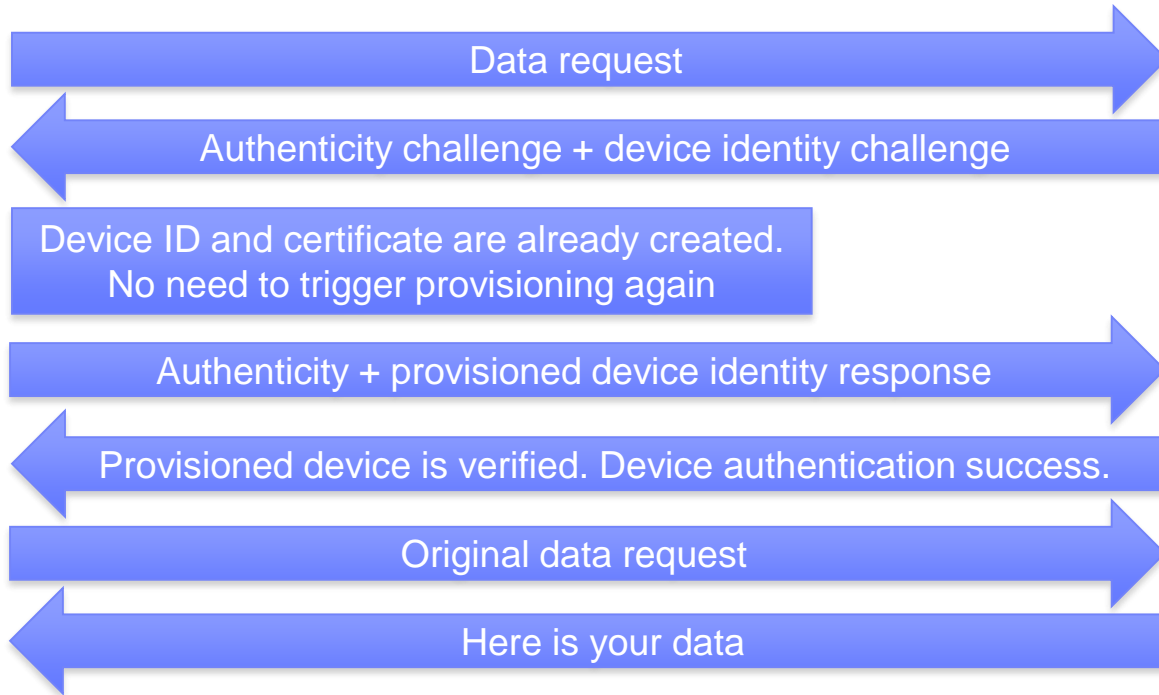 Data request
Authenticity challenge + device identity challenge
Device ID and certificate are already created.
No need to trigger provisioning again
Authenticity + provisioned device identity response
Provisioned device is verified. Device authentication success.
Original data request
Here is your data